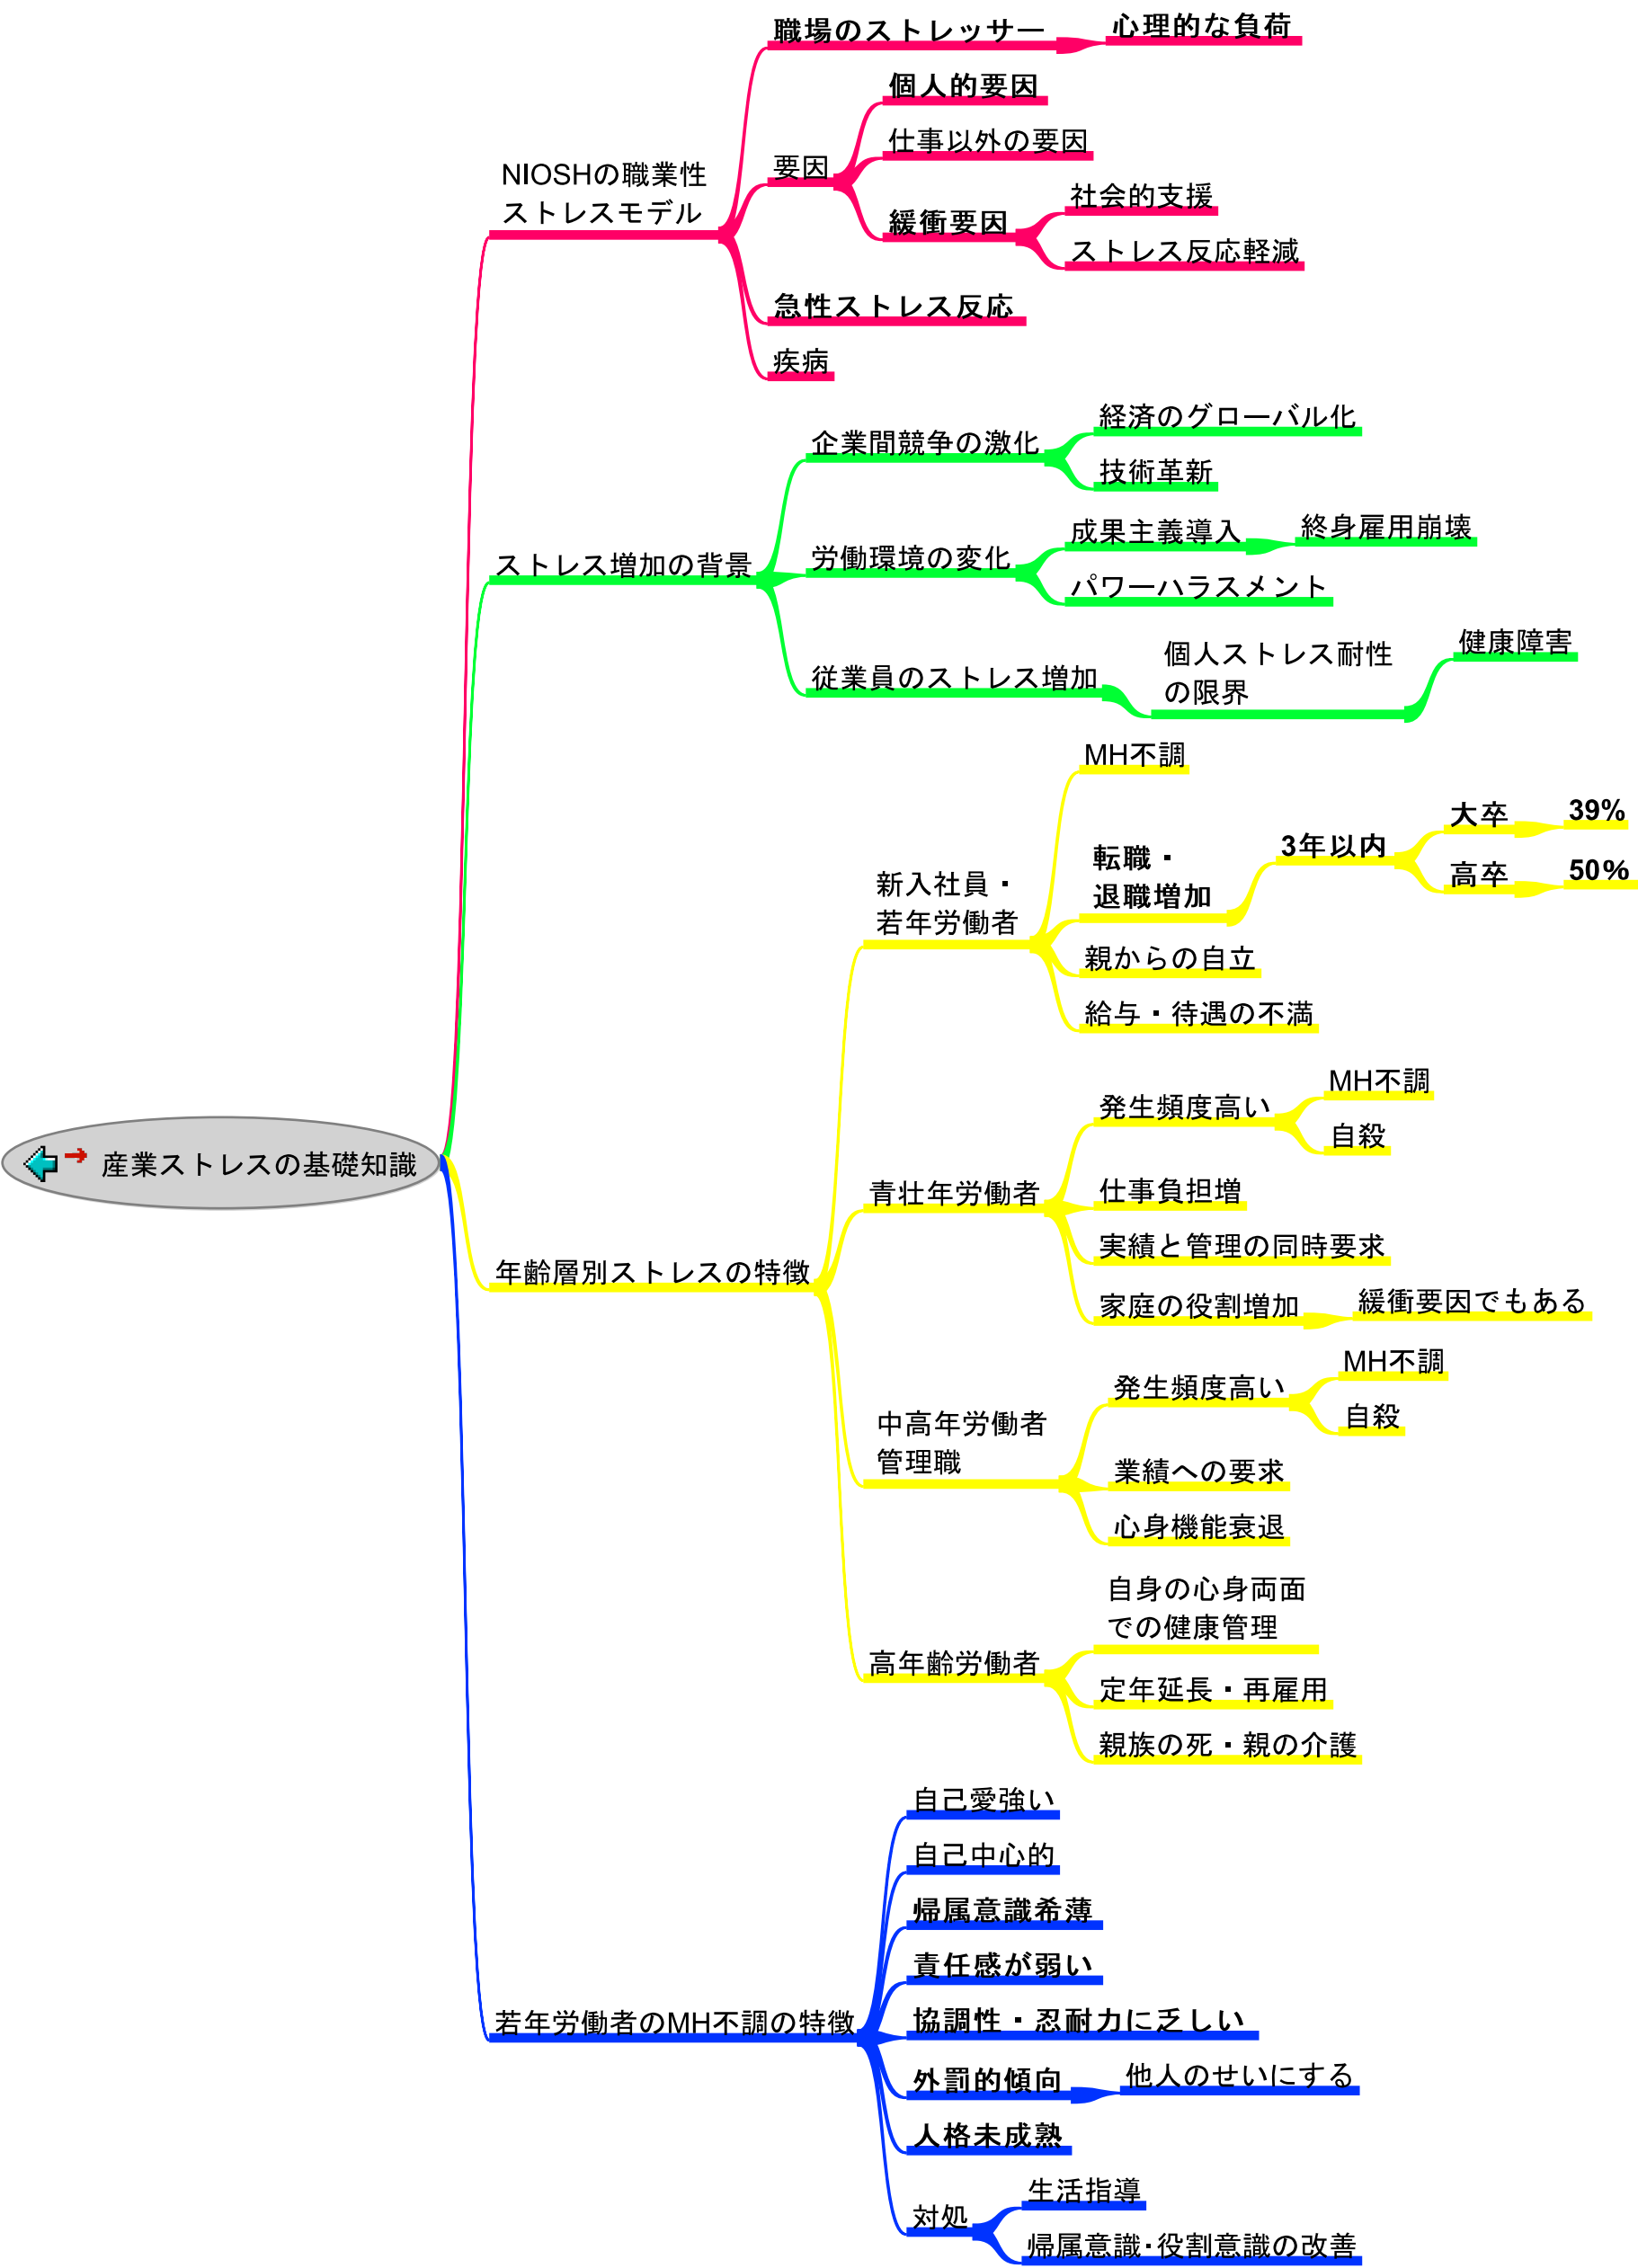 職場のストレッサー
心理的な負荷
個人的要因
仕事以外の要因
要因
NIOSHの職業性
ストレスモデル
社会的支援
緩衝要因
ストレス反応軽減
急性ストレス反応
疾病
経済のグローバル化
企業間競争の激化
技術革新
成果主義導入
終身雇用崩壊
労働環境の変化
ストレス増加の背景
パワーハラスメント
健康障害
個人ストレス耐性
の限界
従業員のストレス増加
MH不調
大卒
39%
3年以内
転職・
退職増加
高卒
50%
新入社員・
若年労働者
親からの自立
給与・待遇の不満
MH不調
発生頻度高い
自殺
産業ストレスの基礎知識
青壮年労働者
仕事負担増
実績と管理の同時要求
年齢層別ストレスの特徴
家庭の役割増加
緩衝要因でもある
MH不調
発生頻度高い
自殺
中高年労働者
管理職
業績への要求
心身機能衰退
自身の心身両面
での健康管理
高年齢労働者
定年延長・再雇用
親族の死・親の介護
自己愛強い
自己中心的
帰属意識希薄
責任感が弱い
若年労働者のMH不調の特徴
協調性・忍耐力に乏しい
外罰的傾向
他人のせいにする
人格未成熟
対処
生活指導
帰属意識･役割意識の改善